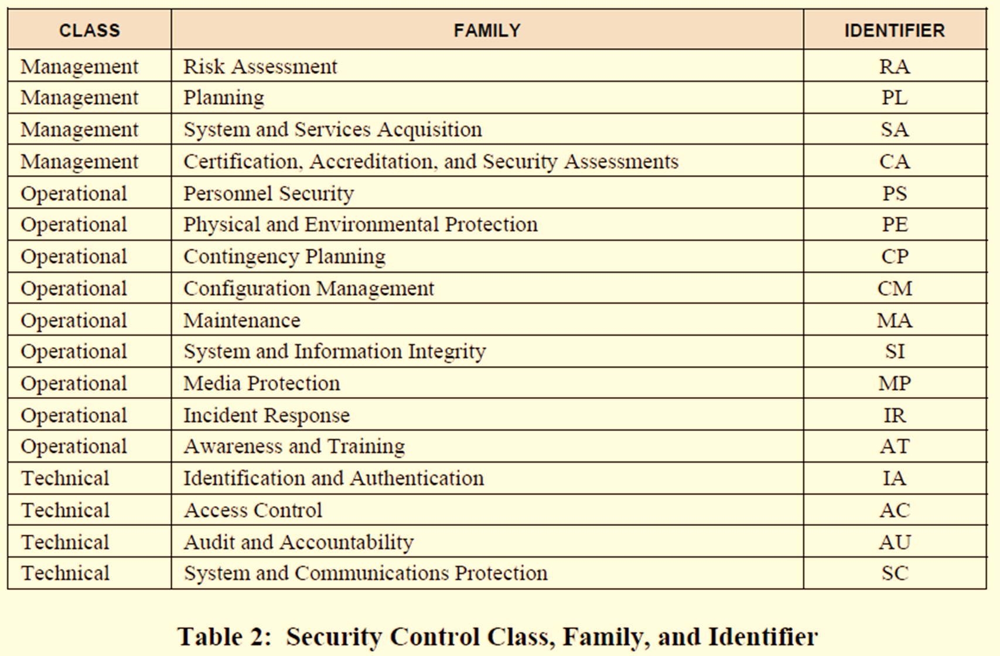 CLASS FAMILY IDENTIFIER
Management Risk Assessment RA
Management Planning PL
Management System and Services Acquisition SA
Management Certification, Accreditation, and Security Assessments CA
Operational Personnel Security PS
Operational Physical and Environmental Protection PE
Operational Contingency Planning CP
Operational Configuration Management CM
Operational Maintenance MA
Operational System and Information Integrity SI
Operational Media Protection MP
Operational Incident Response IR
Operational Awareness and Training AT
Technical Identification and Authentication IA
Technical Access Control AC
Technical Audit and Accountability AU
Technical System and Communications Protection SC
Table 2: Security Control Class, Family, and Identifier